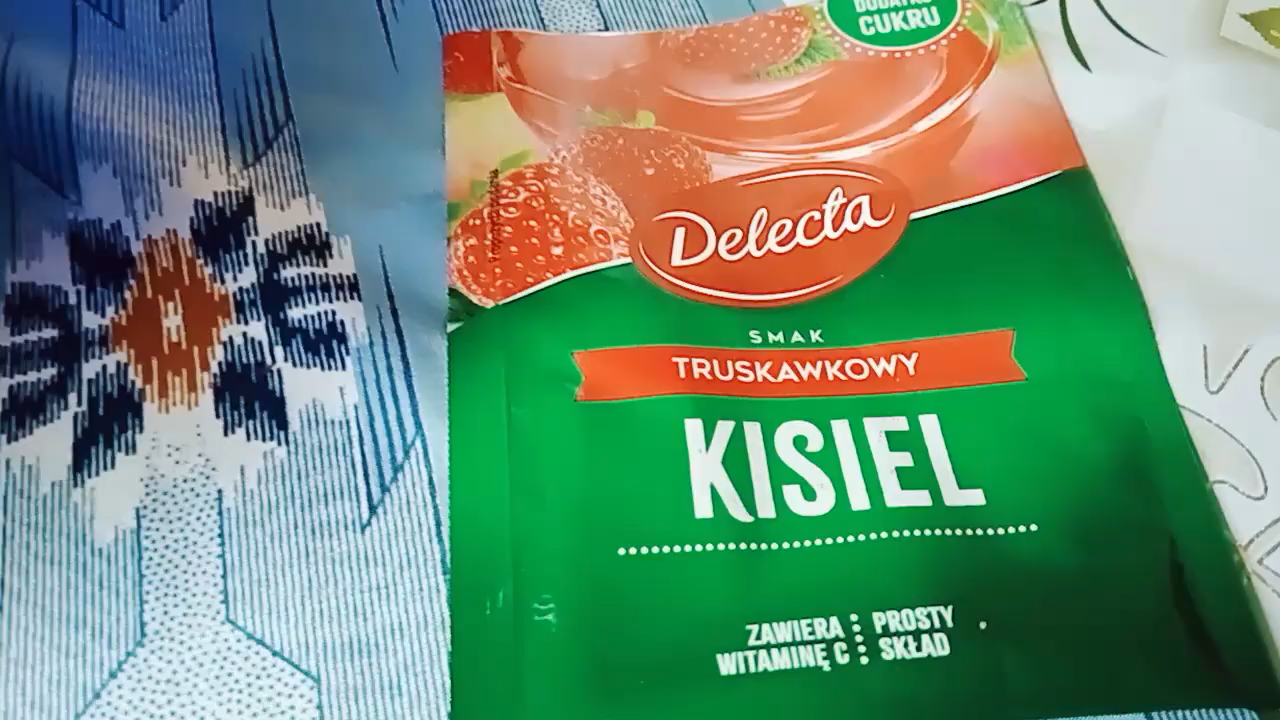 CUKRU
Delecta
SMAK
TRUSKAWKOWY
KISIEL
ZAWIERA PROSTY
WITAMINĘ C SKŁAD